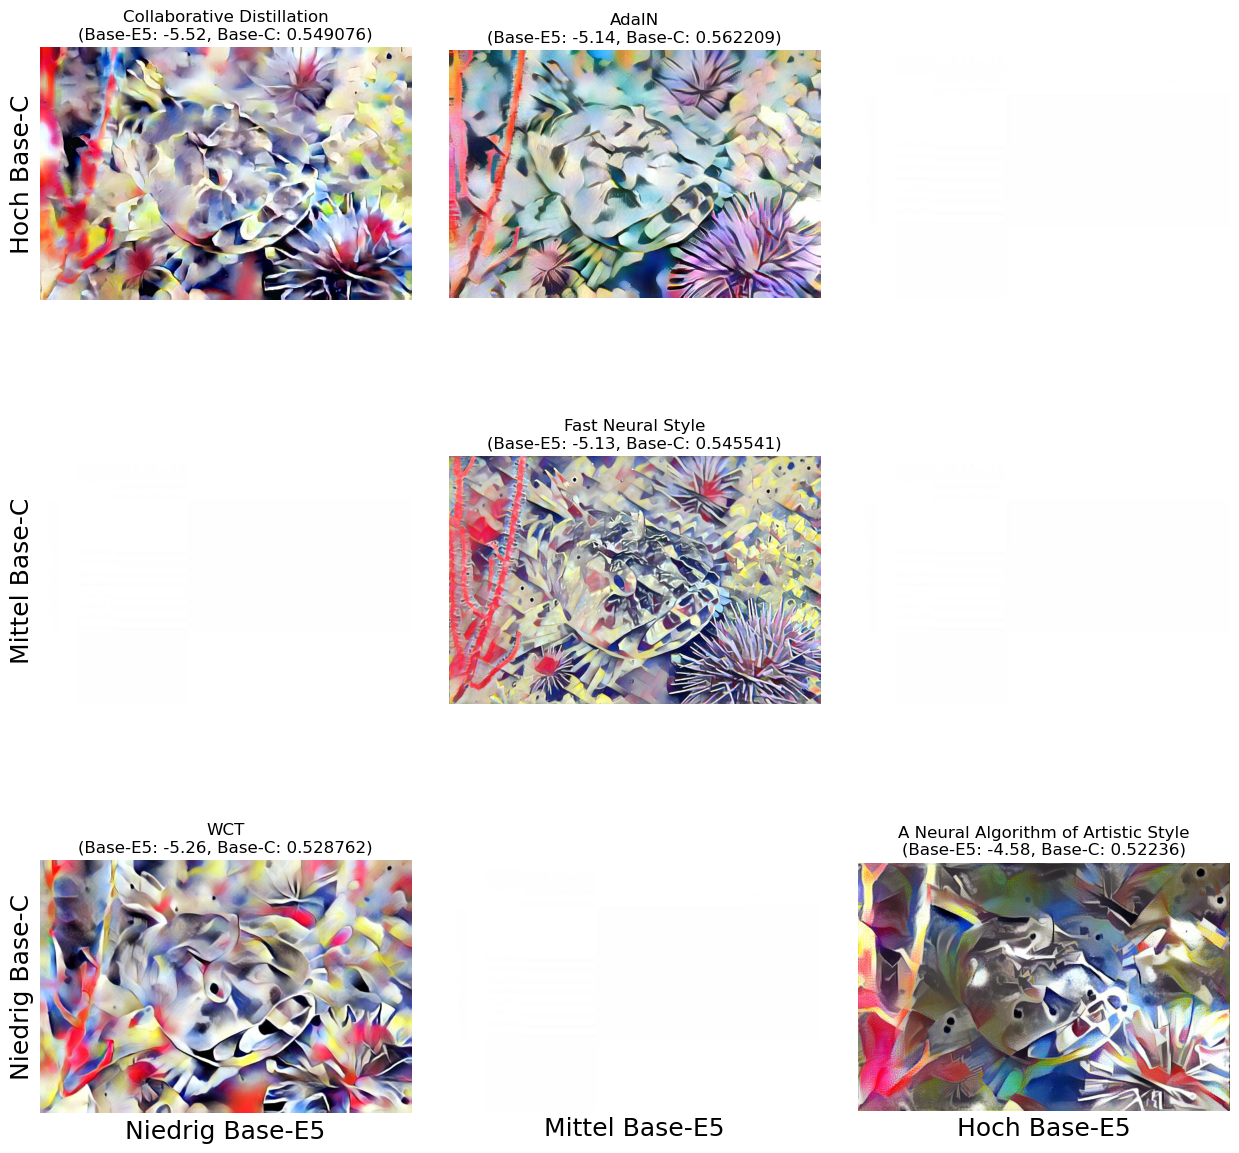 Collaborative Distillation
(Base-E5: -5.52, Base-C: 0.549076)
AdaIN
(Base-E5: -5.14, Base-C: 0.562209)
Hoch Base-C
Fast Neural Style
(Base-E5: -5.13, Base-C: 0.545541)
Mittel Base-C
WCT
(Base-E5: -5.26, Base-C: 0.528762)
A Neural Algorithm of Artistic Style
(Base-E5: -4.58, Base-C: 0.52236)
Niedrig Base-C
Niedrig Base-E5
Mittel Base-E5
Hoch Base-E5